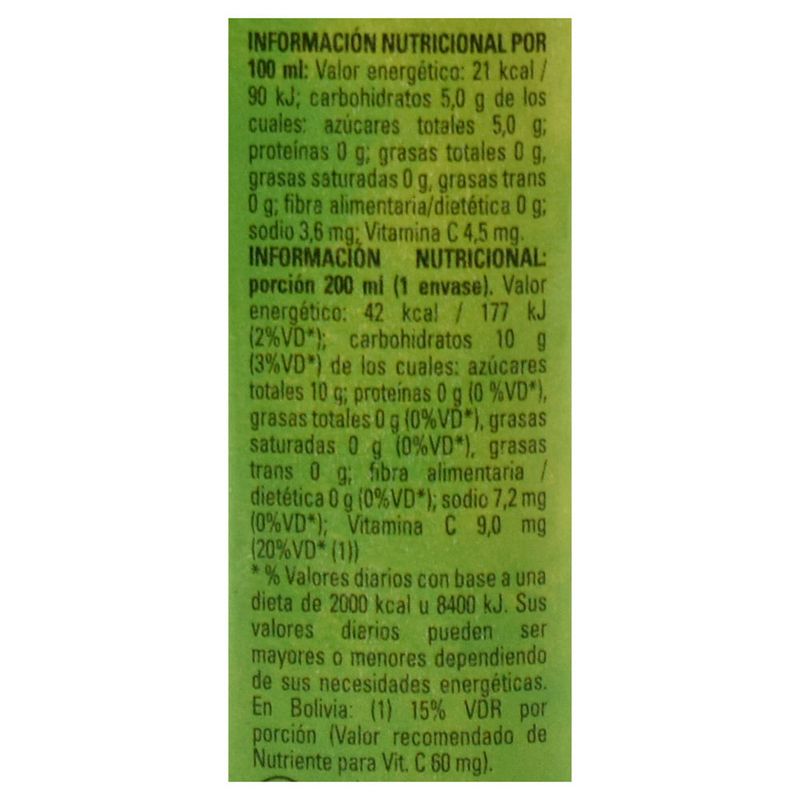 INFORMACIÓN NUTRICIONAL POR
100 ml: Valor energético: 21 kcal /
90 kJ; carbohidratos 5,0 g de los
cuales: azúcares totales 5,0 g;
proteínas 0 g; grasas totales 0 g,
grasas saturadas 0 g, grasas trans
0 g; fibra alimentaria/dietética 0 g;
sodio 3,6 mg; Vitamina C 4,5 mg.
INFORMACIÓN NUTRICIONAL:
porción 200 ml (1 envase). Valor
energético: 42 kcal / 177 kJ
(2%VD*); carbohidratos 10 g
(3%VD*) de los cuales: azúcares
totales 10 g; proteínas 0 g (0 %VD*),
grasas totales 0 g (0%VD*), grasas
saturadas 0 g (0%VD*), grasas
trans 0 g; fibra alimentaria /
dietética 0 g (0%VD*); sodio 7,2 mg
(0%VD*); Vitamina C 9,0 mg
(20%VD* (1))
* % Valores diarios con base a una
dieta de 2000 kcal u 8400 kJ. Sus
valores diarios pueden ser
mayores o menores dependiendo
de sus necesidades energéticas.
En Bolivia: (1) 15% VDR por
porción (Valor recomendado de
Nutriente para Vit. C 60 mg).